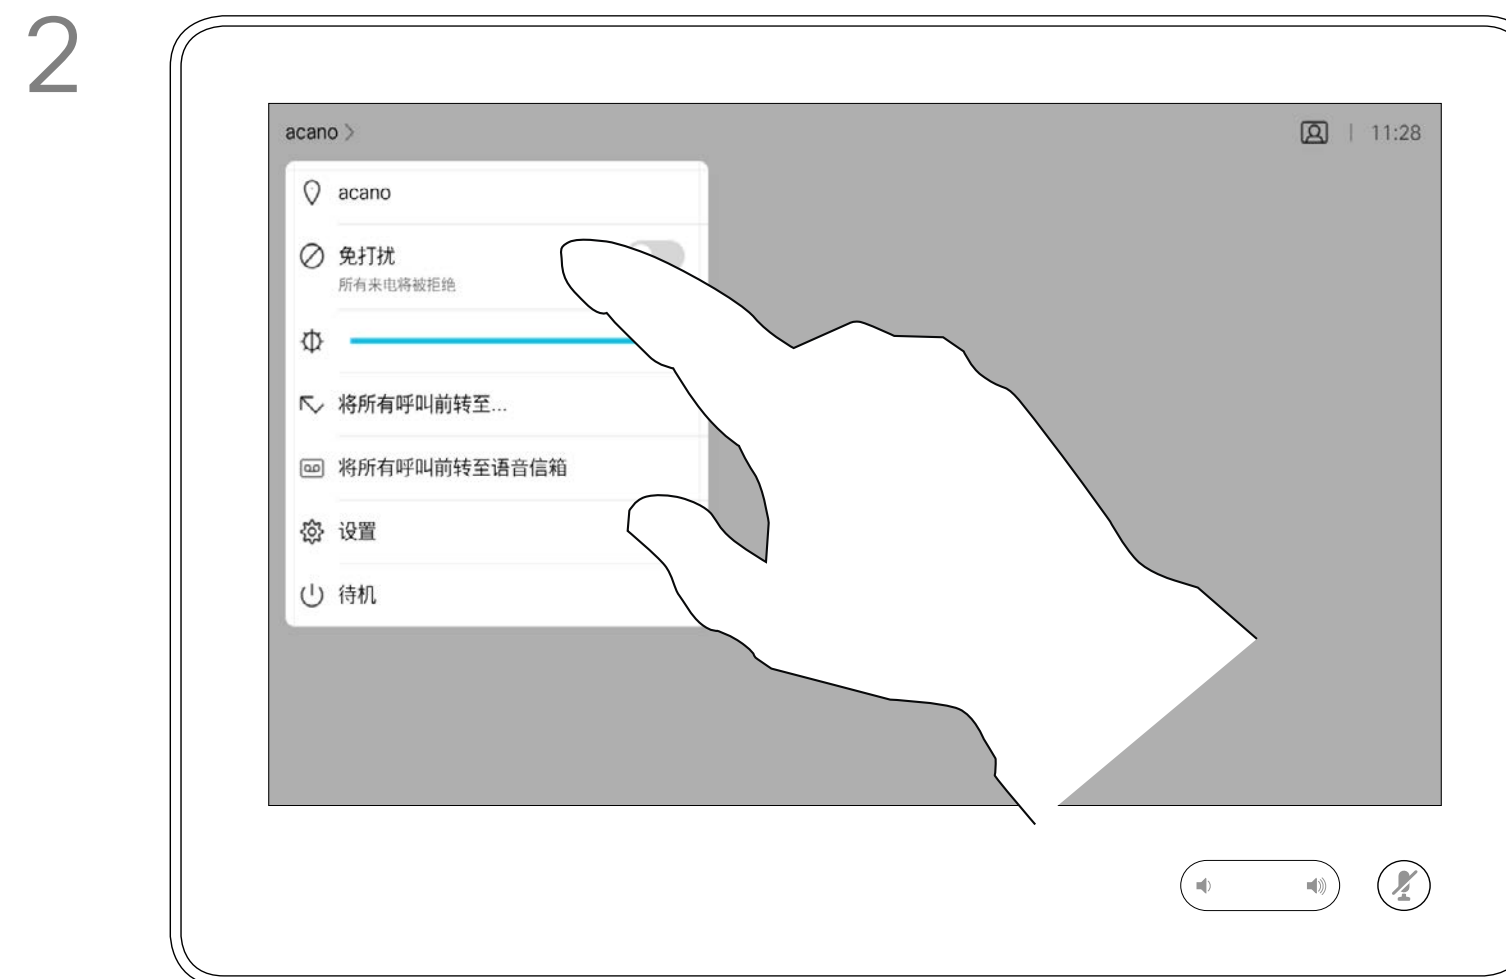 2
acano >
11:28
acano
免打扰
所有来电将被拒绝
将所有呼叫前转至...
将所有呼叫前转至语音信箱
设置
待机